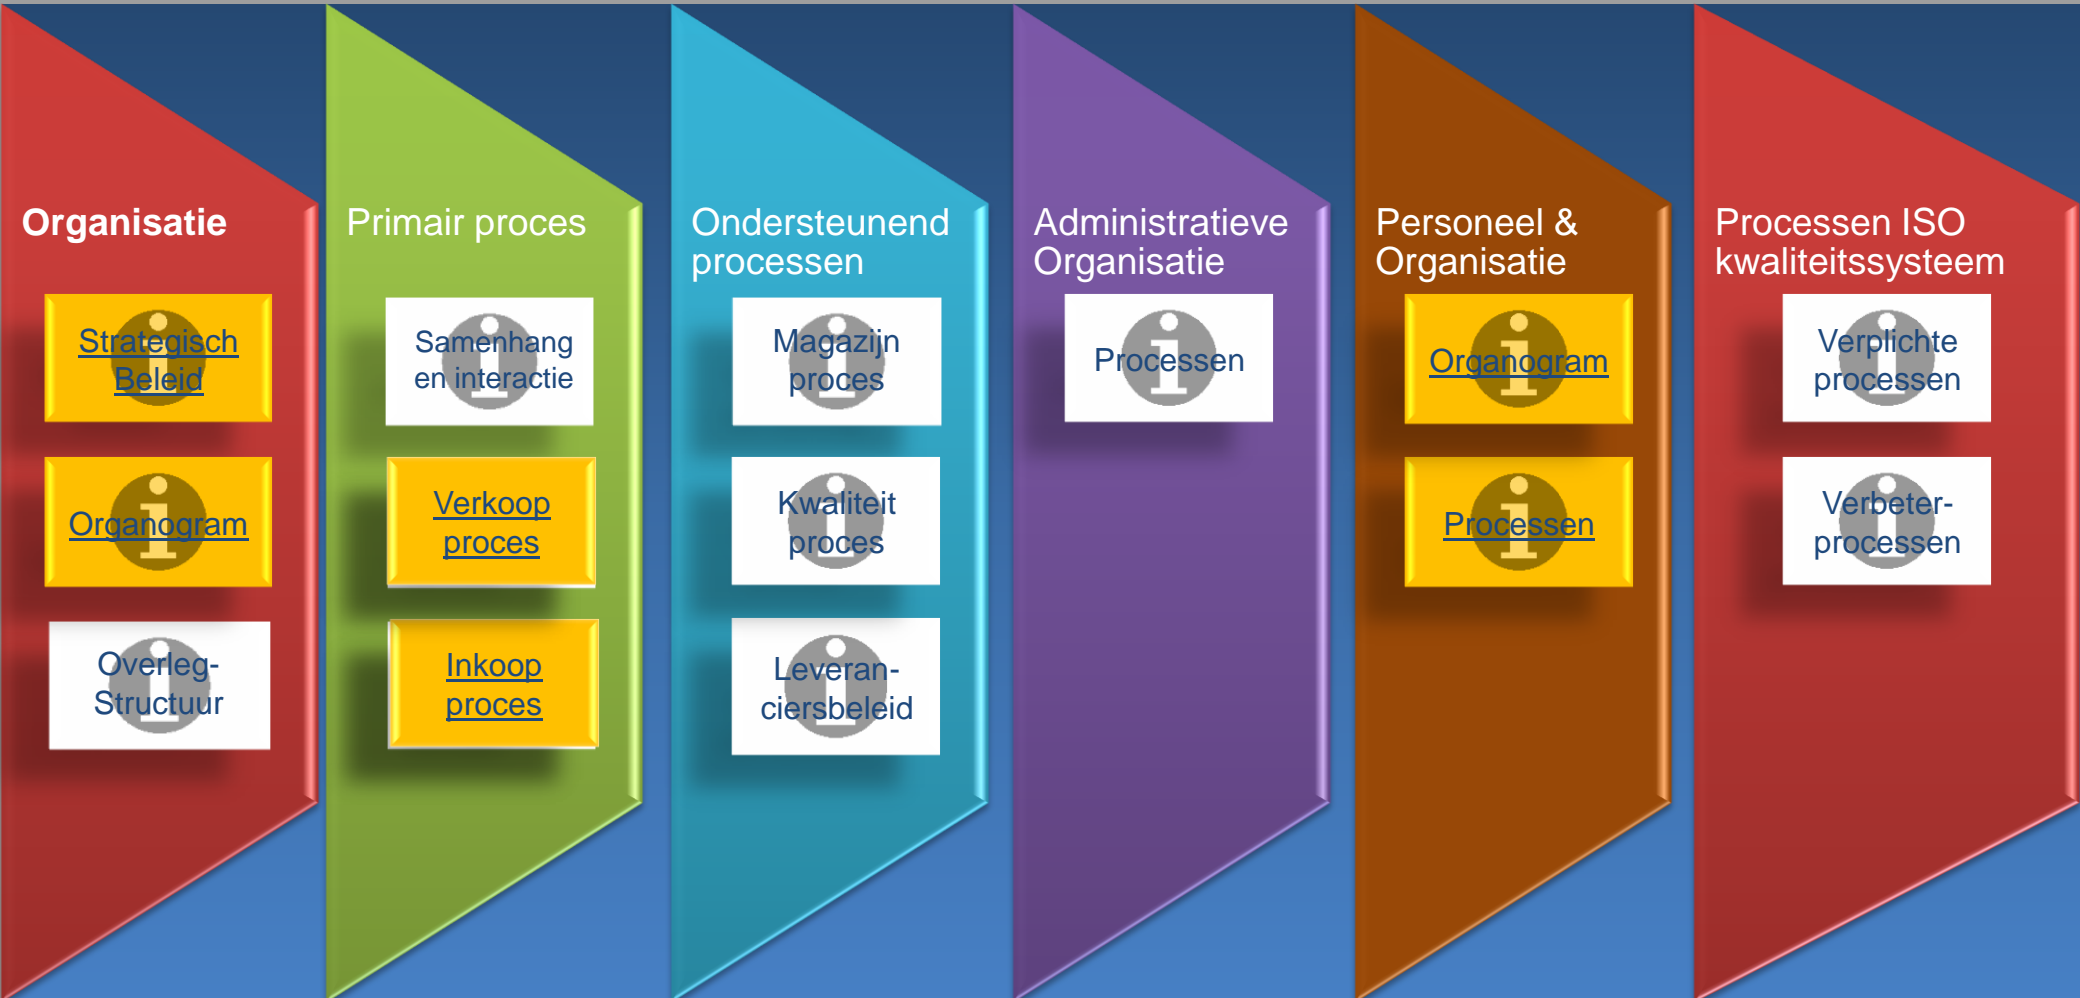 Organisatie
Strategisch
Beleid
Organogram
Overleg-
Structuur
Primair proces
Samenhang
en interactie
Verkoop
proces
Inkoop
proces
Ondersteunend
processen
Magazijn
proces
Kwaliteit
proces
Leveran-
ciersbeleid
Administratieve
Organisatie
Processen
Personeel &
Organisatie
Organogram
Processen
Processen ISO
kwaliteitssysteem
Verplichte
processen
Verbeter-
processen